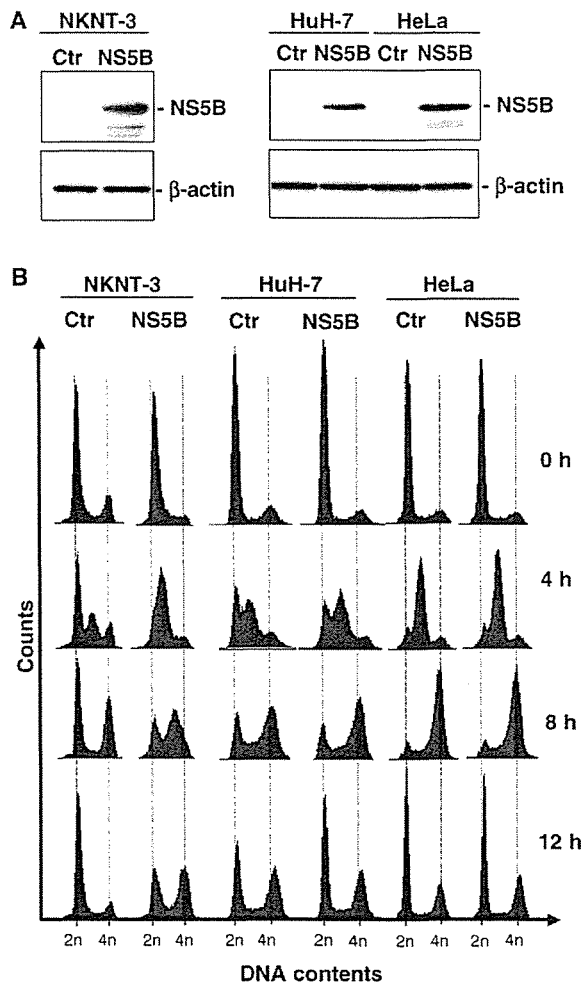 A
NKNT-3 HuH-7 HeLa
Ctr NS5B Ctr NS5B Ctr NS5B
- NS5B - NS5B
- β-actin - β-actin
B
NKNT-3 HuH-7 HeLa
Ctr NS5B Ctr NS5B Ctr NS5B
0 h
4 h
8 h
12 h
Counts
2n 4n 2n 4n 2n 4n 2n 4n 2n 4n 2n 4n
DNA contents